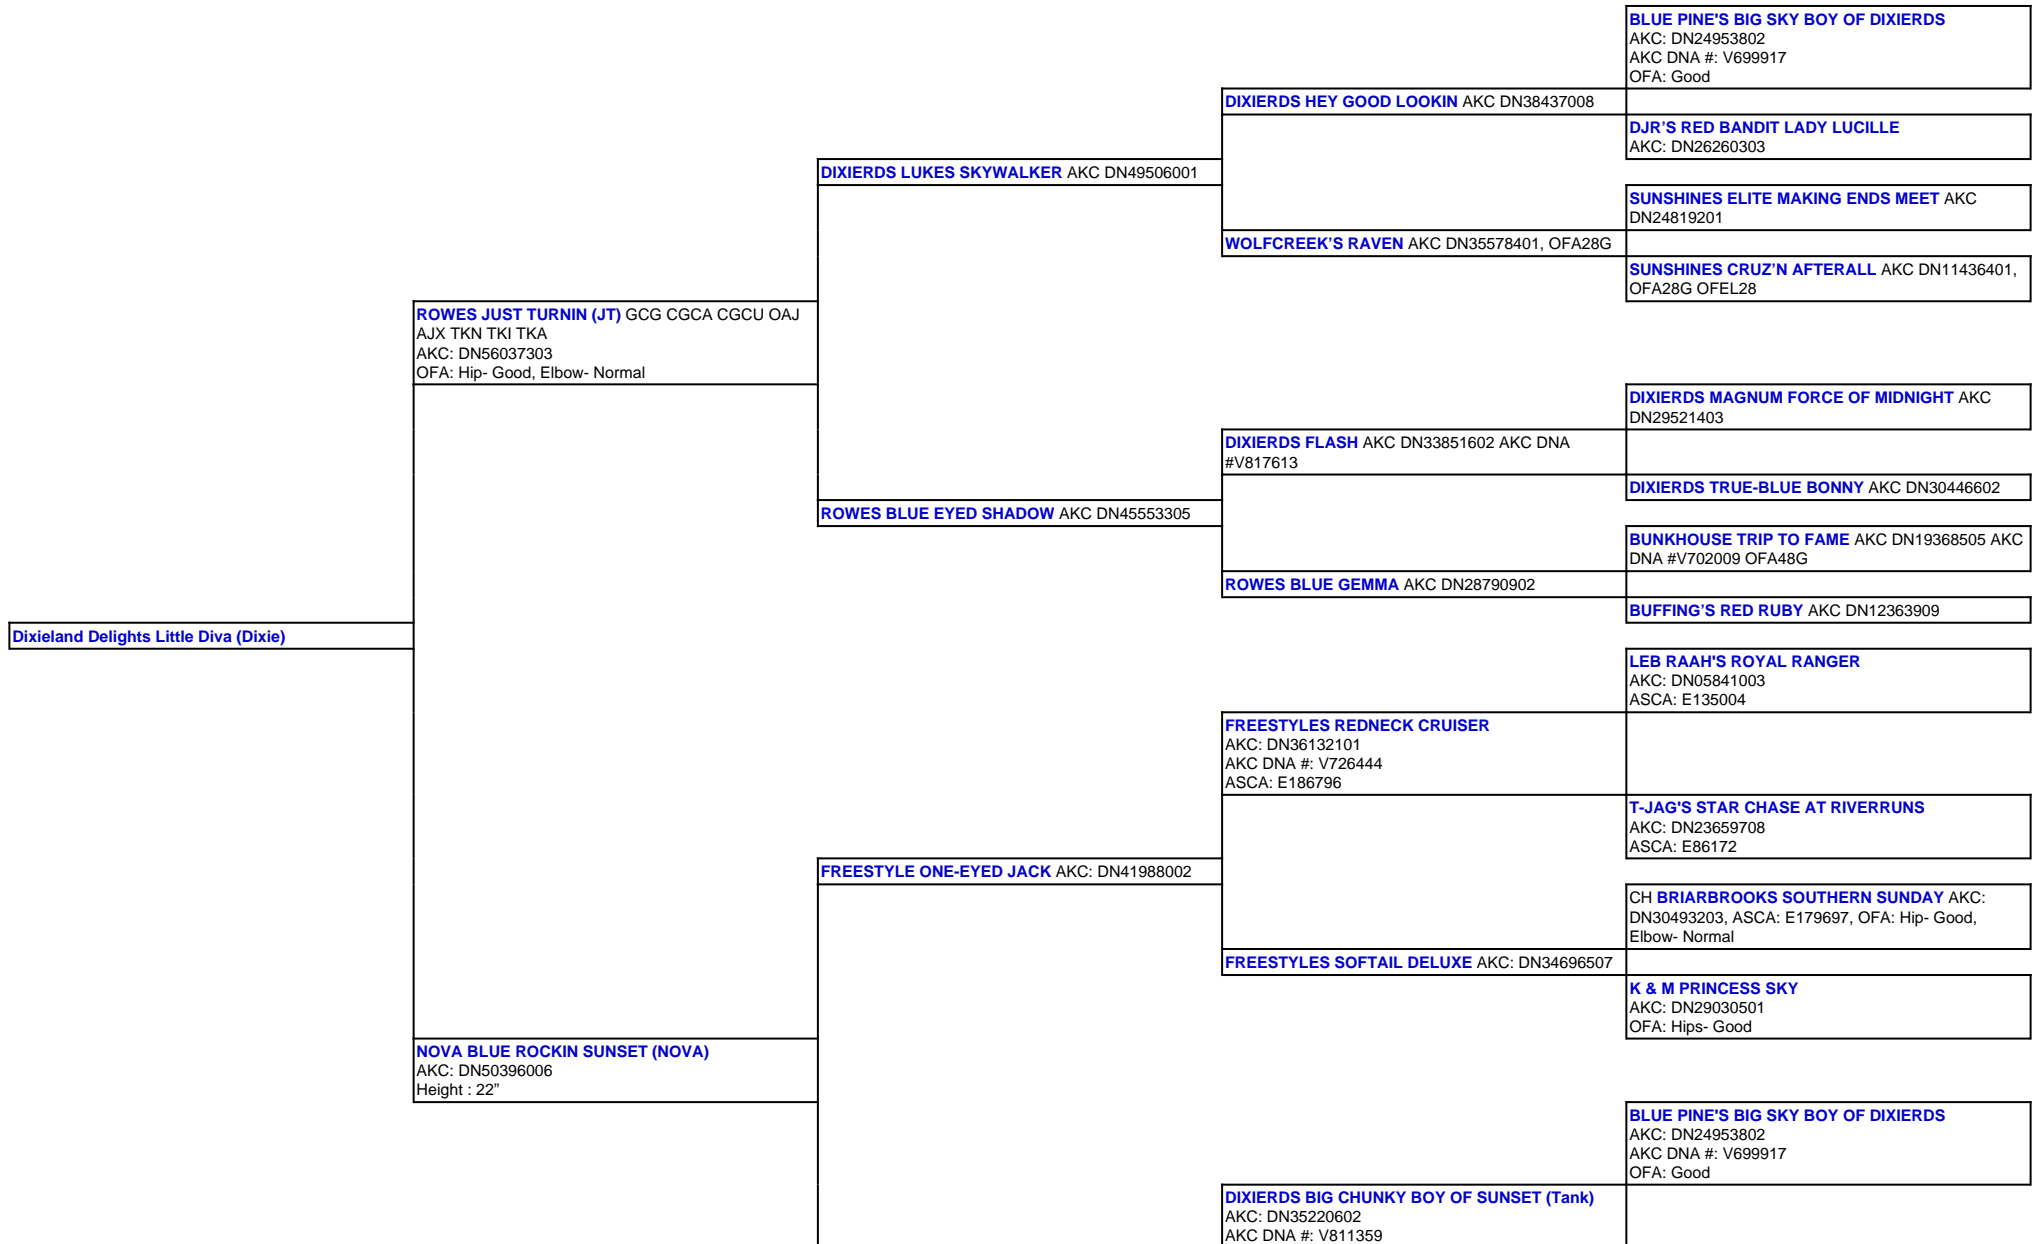 BLUE PINE'S BIG SKY BOY OF DIXIERDS
AKC: DN24953802
AKC DNA #: V699917
OFA: Good
DIXIERDS HEY GOOD LOOKIN AKC DN38437008
DJR’S RED BANDIT LADY LUCILLE
AKC: DN26260303
DIXIERDS LUKES SKYWALKER AKC DN49506001
SUNSHINES ELITE MAKING ENDS MEET AKC
DN24819201
WOLFCREEK’S RAVEN AKC DN35578401, OFA28G
SUNSHINES CRUZ’N AFTERALL AKC DN11436401,
OFA28G OFEL28
ROWES JUST TURNIN (JT) GCG CGCA CGCU OAJ
AJX TKN TKI TKA
AKC: DN56037303
OFA: Hip- Good, Elbow- Normal
DIXIERDS MAGNUM FORCE OF MIDNIGHT AKC
DN29521403
DIXIERDS FLASH AKC DN33851602 AKC DNA
#V817613
DIXIERDS TRUE-BLUE BONNY AKC DN30446602
ROWES BLUE EYED SHADOW AKC DN45553305
BUNKHOUSE TRIP TO FAME AKC DN19368505 AKC
DNA #V702009 OFA48G
ROWES BLUE GEMMA AKC DN28790902
BUFFING’S RED RUBY AKC DN12363909
Dixieland Delights Little Diva (Dixie)
LEB RAAH'S ROYAL RANGER
AKC: DN05841003
ASCA: E135004
FREESTYLES REDNECK CRUISER
AKC: DN36132101
AKC DNA #: V726444
ASCA: E186796
T-JAG'S STAR CHASE AT RIVERRUNS
AKC: DN23659708
ASCA: E86172
FREESTYLE ONE-EYED JACK AKC: DN41988002
CH BRIARBROOKS SOUTHERN SUNDAY AKC:
DN30493203, ASCA: E179697, OFA: Hip- Good,
Elbow- Normal
FREESTYLES SOFTAIL DELUXE AKC: DN34696507
K & M PRINCESS SKY
AKC: DN29030501
OFA: Hips- Good
NOVA BLUE ROCKIN SUNSET (NOVA)
AKC: DN50396006
Height : 22”
BLUE PINE'S BIG SKY BOY OF DIXIERDS
AKC: DN24953802
AKC DNA #: V699917
OFA: Good
DIXIERDS BIG CHUNKY BOY OF SUNSET (Tank)
AKC: DN35220602
AKC DNA #: V811359